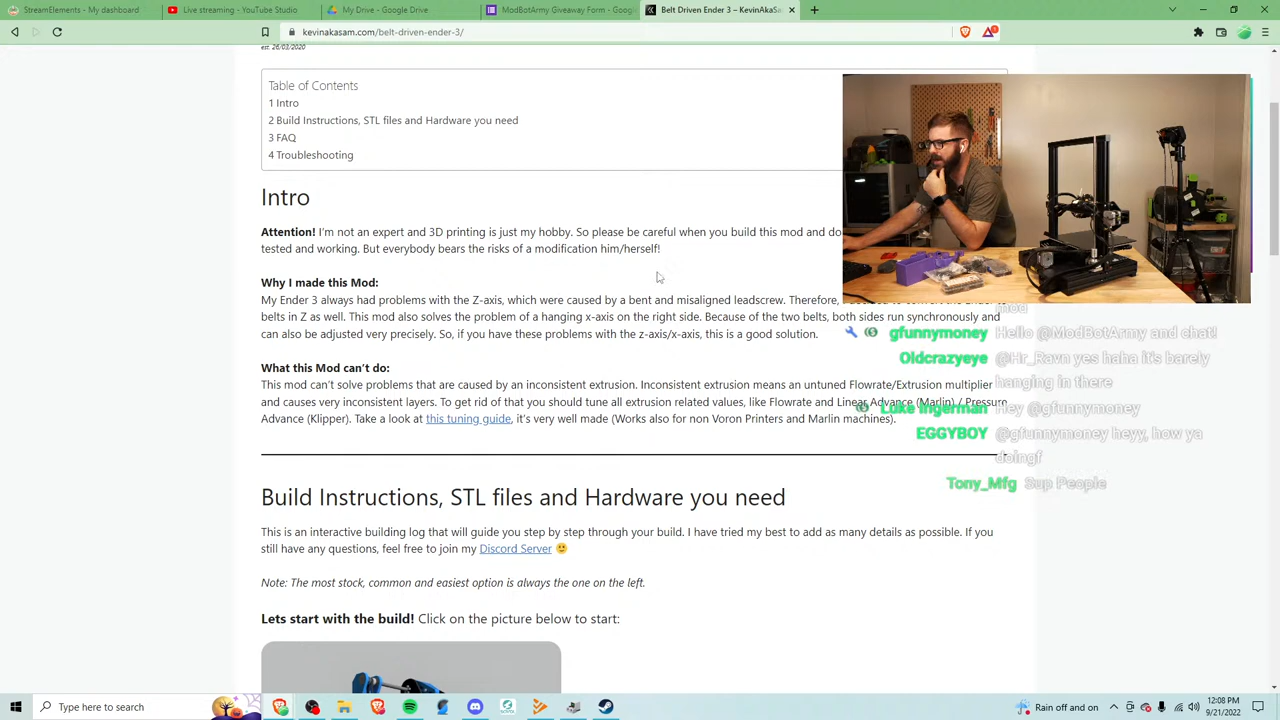 StreamElements - My dashboard
Live streaming - YouTube Studio
My Drive - Google Drive
ModBotArmy Giveaway Form - Goog
Belt Driven Ender 3 – KevinAkaSa
kevinakasam.com/belt-driven-ender-3/
est. 26/03/2020
Table of Contents
1 Intro
2 Build Instructions, STL files and Hardware you need
3 FAQ
4 Troubleshooting
Intro
Attention! I'm not an expert and 3D printing is just my hobby. So please be careful when you build this mod and do
tested and working. But everybody bears the risks of a modification him/herself!
Why I made this Mod:
My Ender 3 always had problems with the Z-axis, which were caused by a bent and misaligned leadscrew. Therefore,
belts in Z as well. This mod also solves the problem of a hanging x-axis on the right side. Because of the two belts, both sides run synchronously and
can also be adjusted very precisely. So, if you have these problems with the z-axis/x-axis, this is a good solution.
What this Mod can't do:
This mod can't solve problems that are caused by an inconsistent extrusion. Inconsistent extrusion means an untuned Flowrate/Extrusion multiplier
and causes very inconsistent layers. To get rid of that you should tune all extrusion related values, like Flowrate and Linear Advance (Marlin) / Pressure
Advance (Klipper). Take a look at this tuning guide, it's very well made (Works also for non Voron Printers and Marlin machines).
Build Instructions, STL files and Hardware you need
This is an interactive building log that will guide you step by step through your build. I have tried my best to add as many details as possible. If you
still have any questions, feel free to join my Discord Server
Note: The most stock, common and easiest option is always the one on the left.
Lets start with the build! Click on the picture below to start:
mod
gfunnymoney Hello @ModBotArmy and chat!
Oldcrazyeye @Hr_Ravn yes haha it's barely
hanging in there
Luke Ingerman Hey @gfunnymoney
EGGYBOY @gfunnymoney heyy, how ya
doingf
Tony_Mfg Sup People
Type here to search
Rain off and on
12:08 PM
9/21/2022